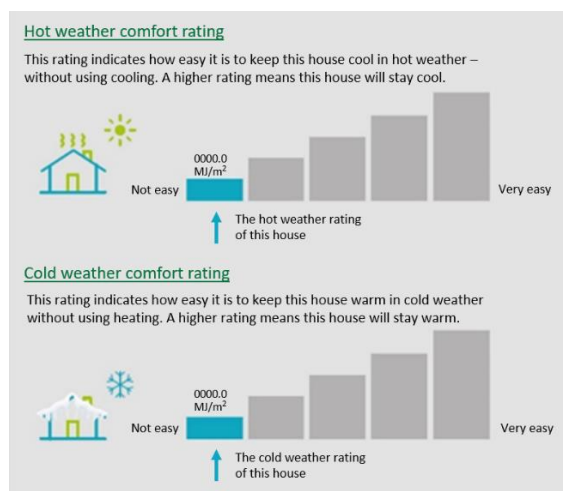 Hot weather comfort rating
This rating indicates how easy it is to keep this house cool in hot weather –
without using cooling. A higher rating means this house will stay cool.
0000.0
MJ/m²
Not easy
Very easy
The hot weather rating
of this house
Cold weather comfort rating
This rating indicates how easy it is to keep this house warm in cold weather
without using heating. A higher rating means this house will stay warm.
0000.0
MJ/m²
Not easy
Very easy
The cold weather rating
of this house